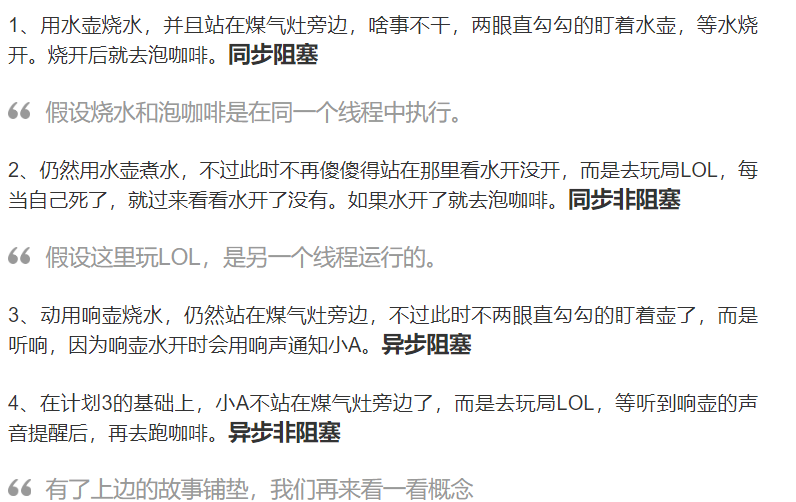 1、用水壶烧水，并且站在煤气灶旁边，啥事不干，两眼直勾勾的盯着水壶，等水烧
开。烧开后就去泡咖啡。同步阻塞
假设烧水和泡咖啡是在同一个线程中执行。
2、仍然用水壶煮水，不过此时不再傻傻得站在那里看水开没开，而是去玩局LOL，每
当自己死了，就过来看看水开了没有。如果水开了就去泡咖啡。同步非阻塞
假设这里玩LOL，是另一个线程运行的。
3、动用响壶烧水，仍然站在煤气灶旁边，不过此时不两眼直勾勾的盯着壶了，而是
听响，因为响壶水开时会用响声通知小A。异步阻塞
4、在计划3的基础上，小A不站在煤气灶旁边了，而是去玩局LOL，等听到响壶的声
音提醒后，再去跑咖啡。异步非阻塞
有了上边的故事铺垫，我们再来看一看概念